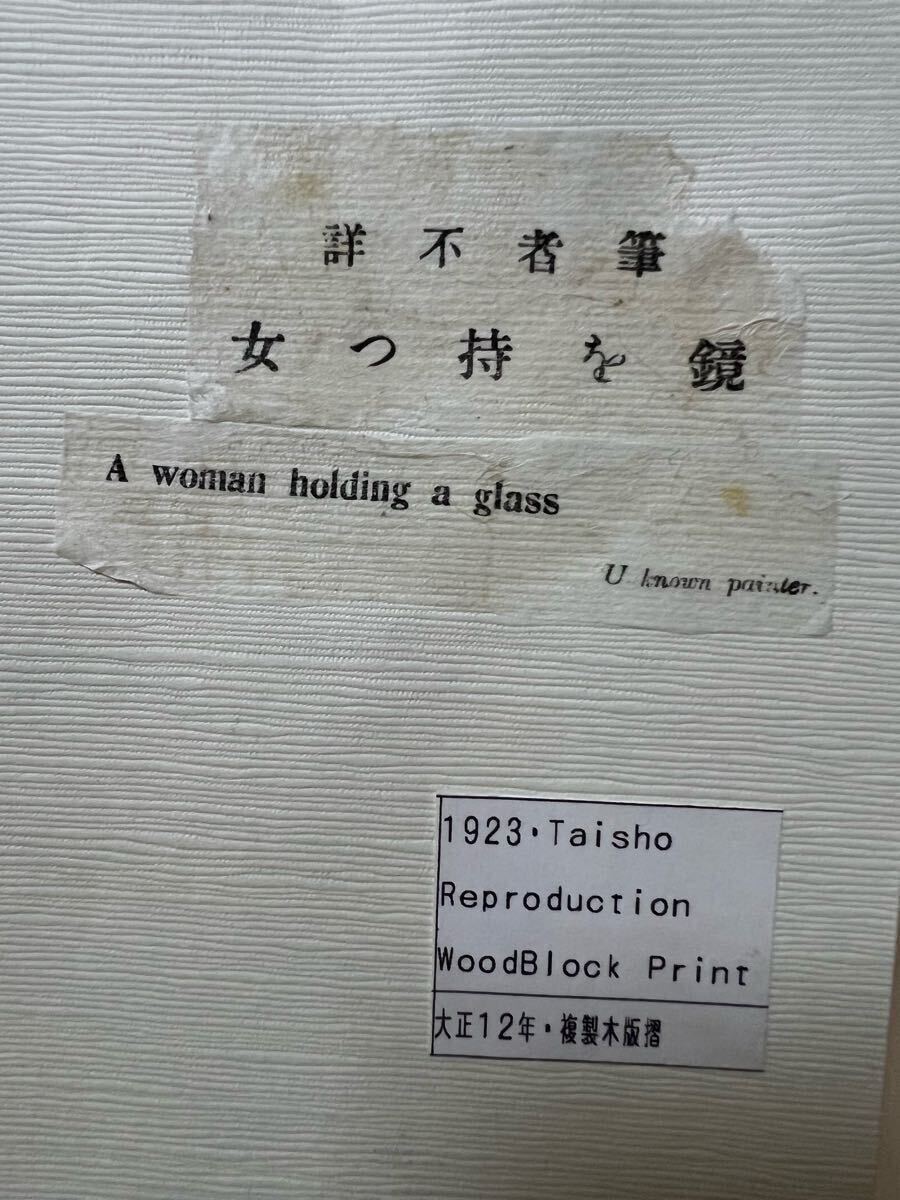 筆者不詳
鏡を持つ女
A woman holding a glass
U known painter.
1923・Taisho
Reproduction
WoodBlock Print
大正12年・複製木版摺